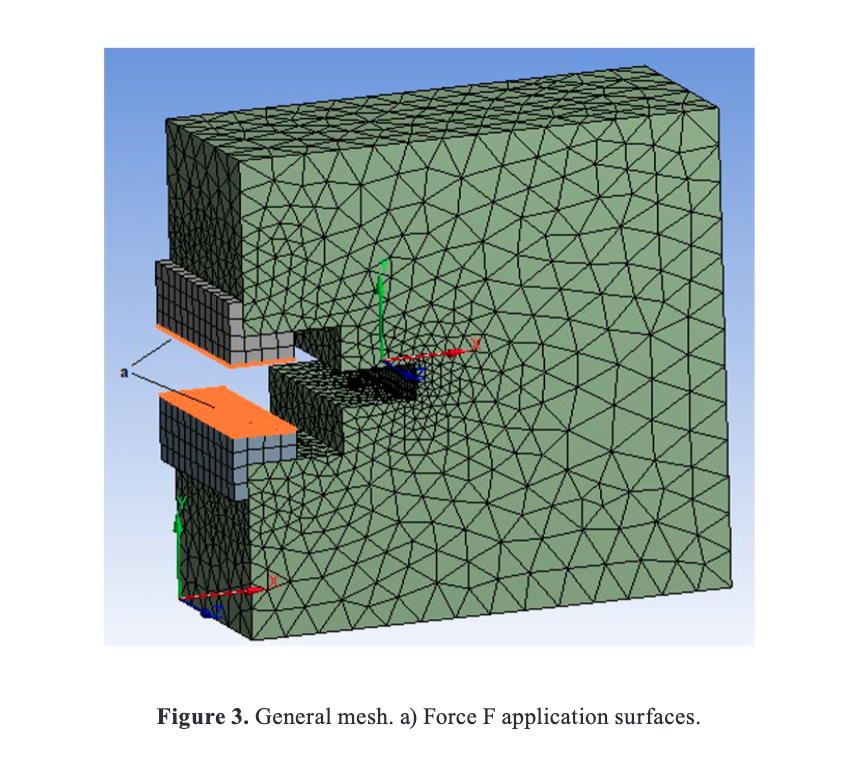 Y
X
Z
a
Y
X
Z
Figure 3. General mesh. a) Force F application surfaces.